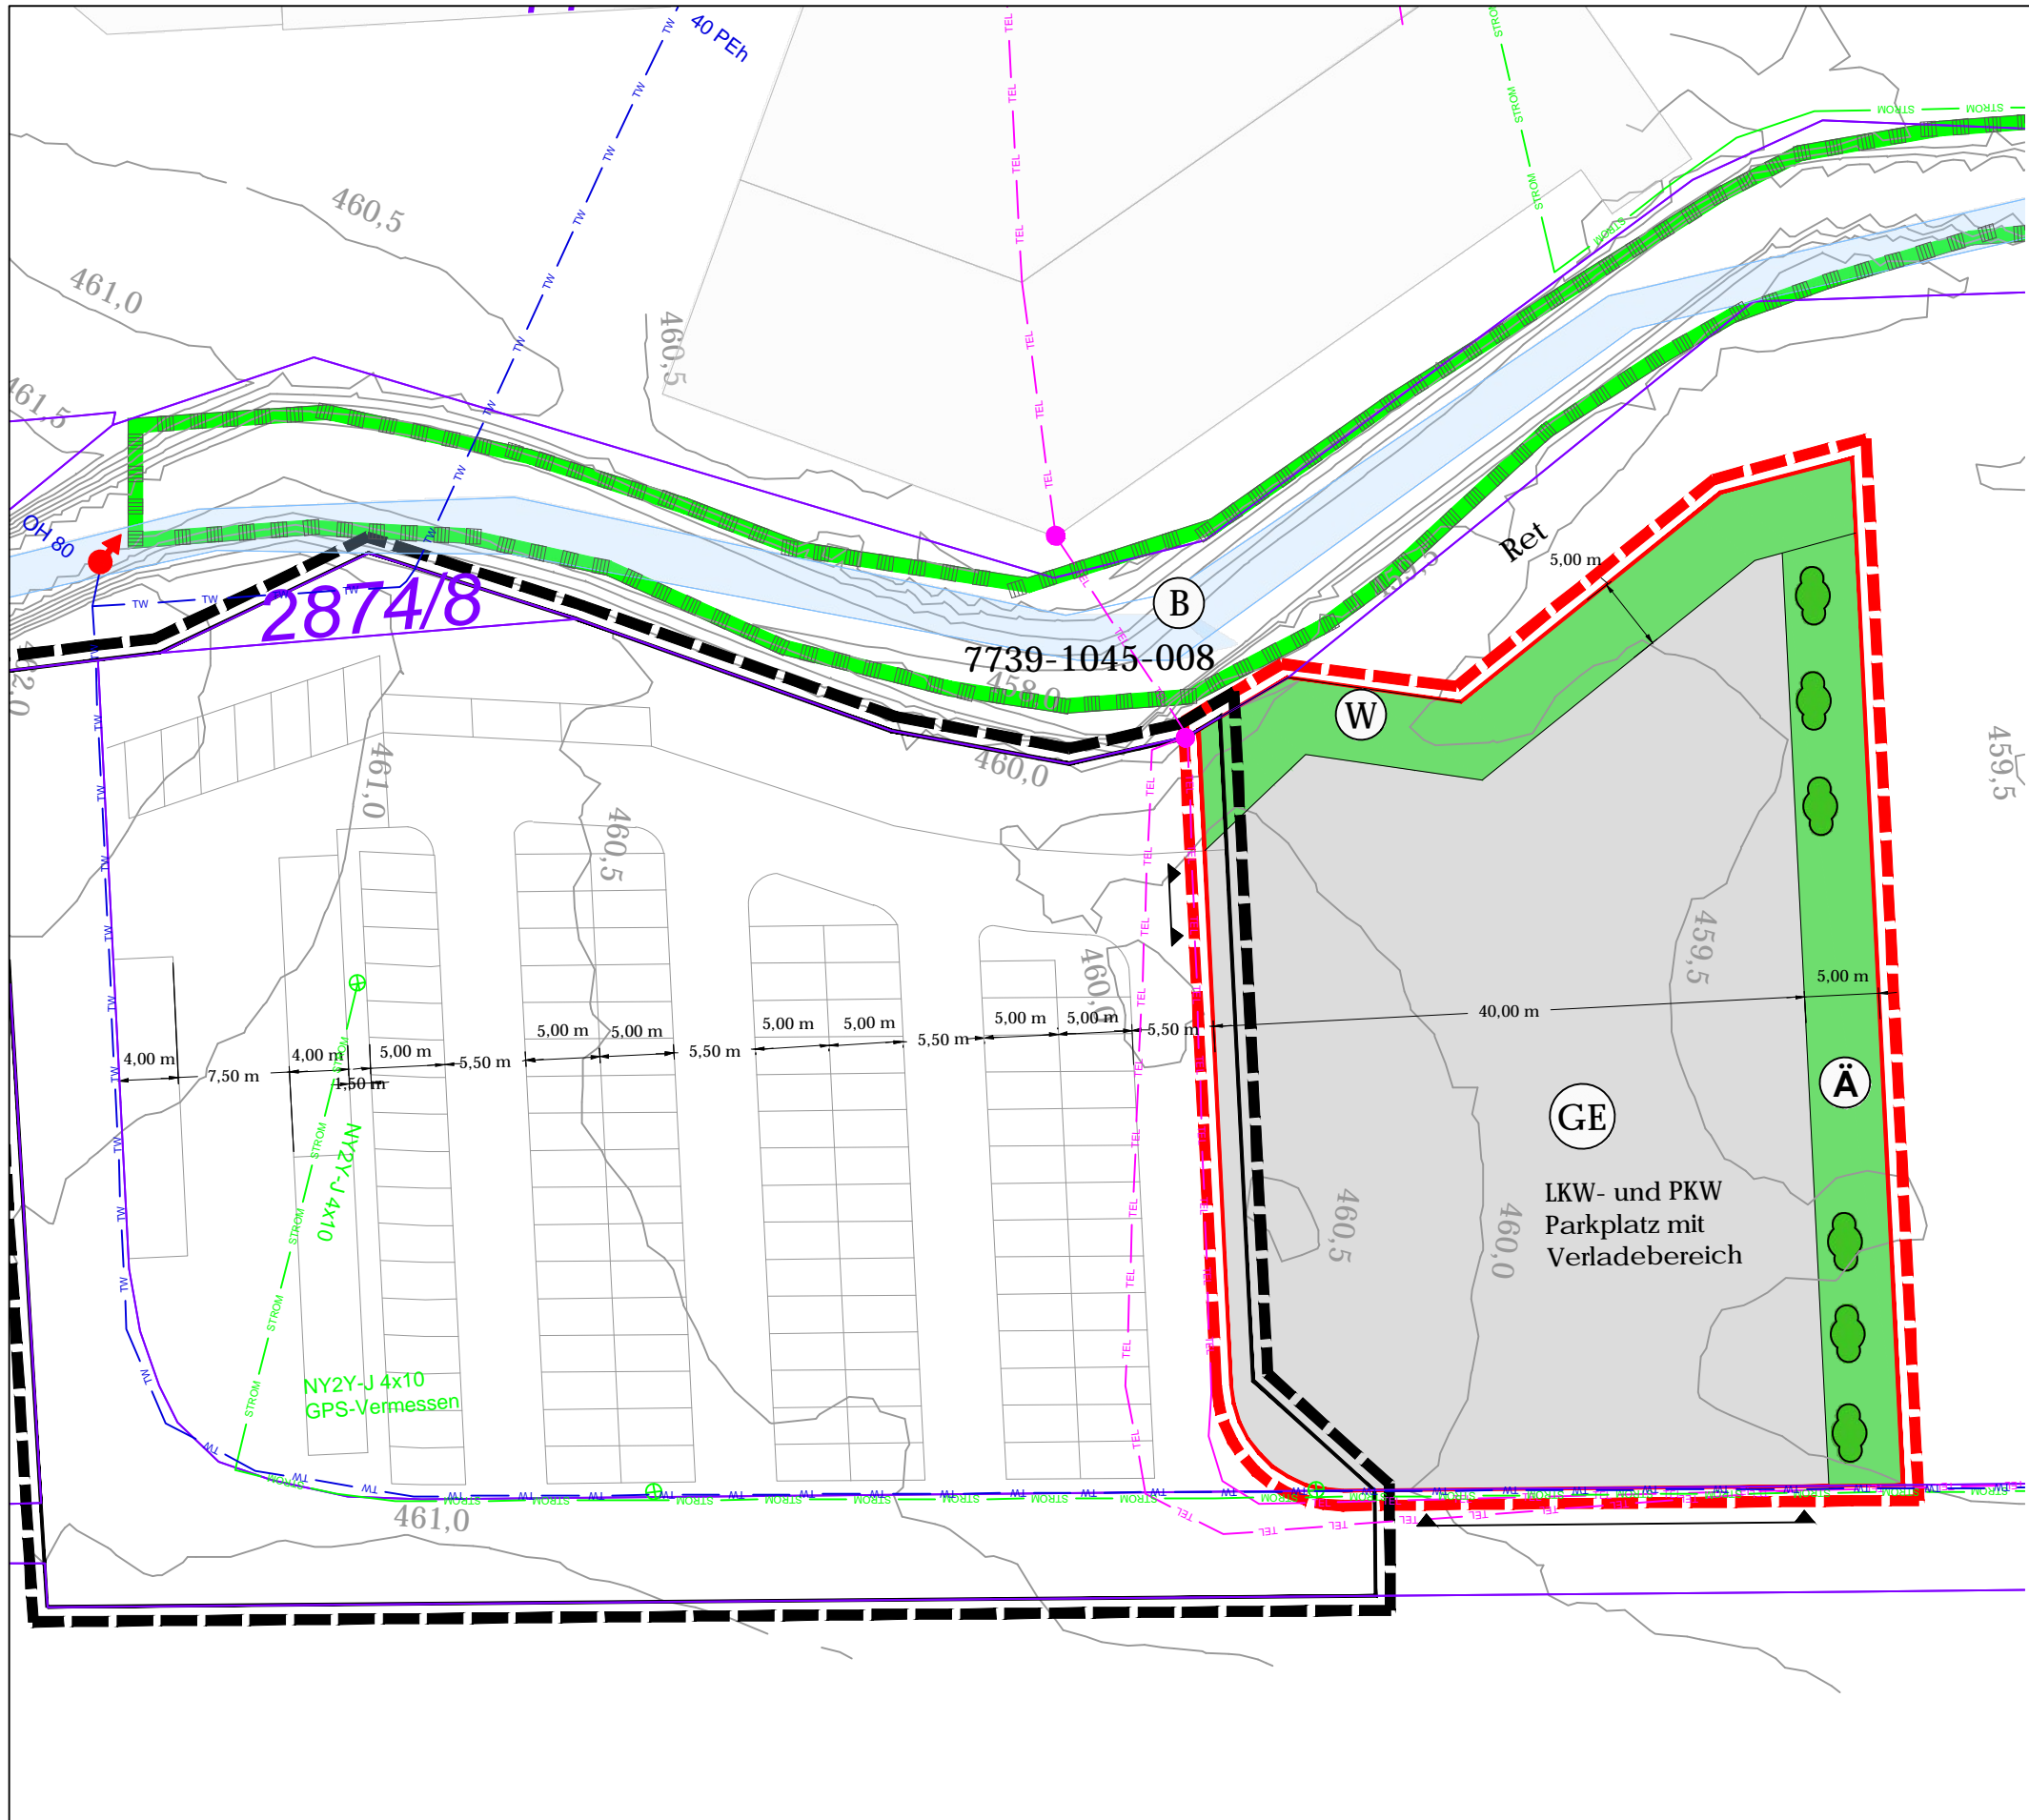 40 PEh
TW
TEL
STROM
460,5
461,0
460,5
461,5
OH 80
2874/8
B
7739-1045-008
458,0
460,0
Ret
5,00 m
W
459,5
461,0
460,5
460,0
459,5
5,00 m
40,00 m
4,00 m
7,50 m
4,00 m
1,50 m
5,00 m
5,50 m
5,00 m
5,00 m
5,50 m
5,00 m
5,00 m
5,50 m
5,00 m
5,00 m
5,50 m
Ä
GE
LKW- und PKW
Parkplatz mit
Verladebereich
460,5
460,0
NY2Y-J 4x10
NY2Y-J 4x10
GPS-Vermessen
461,0